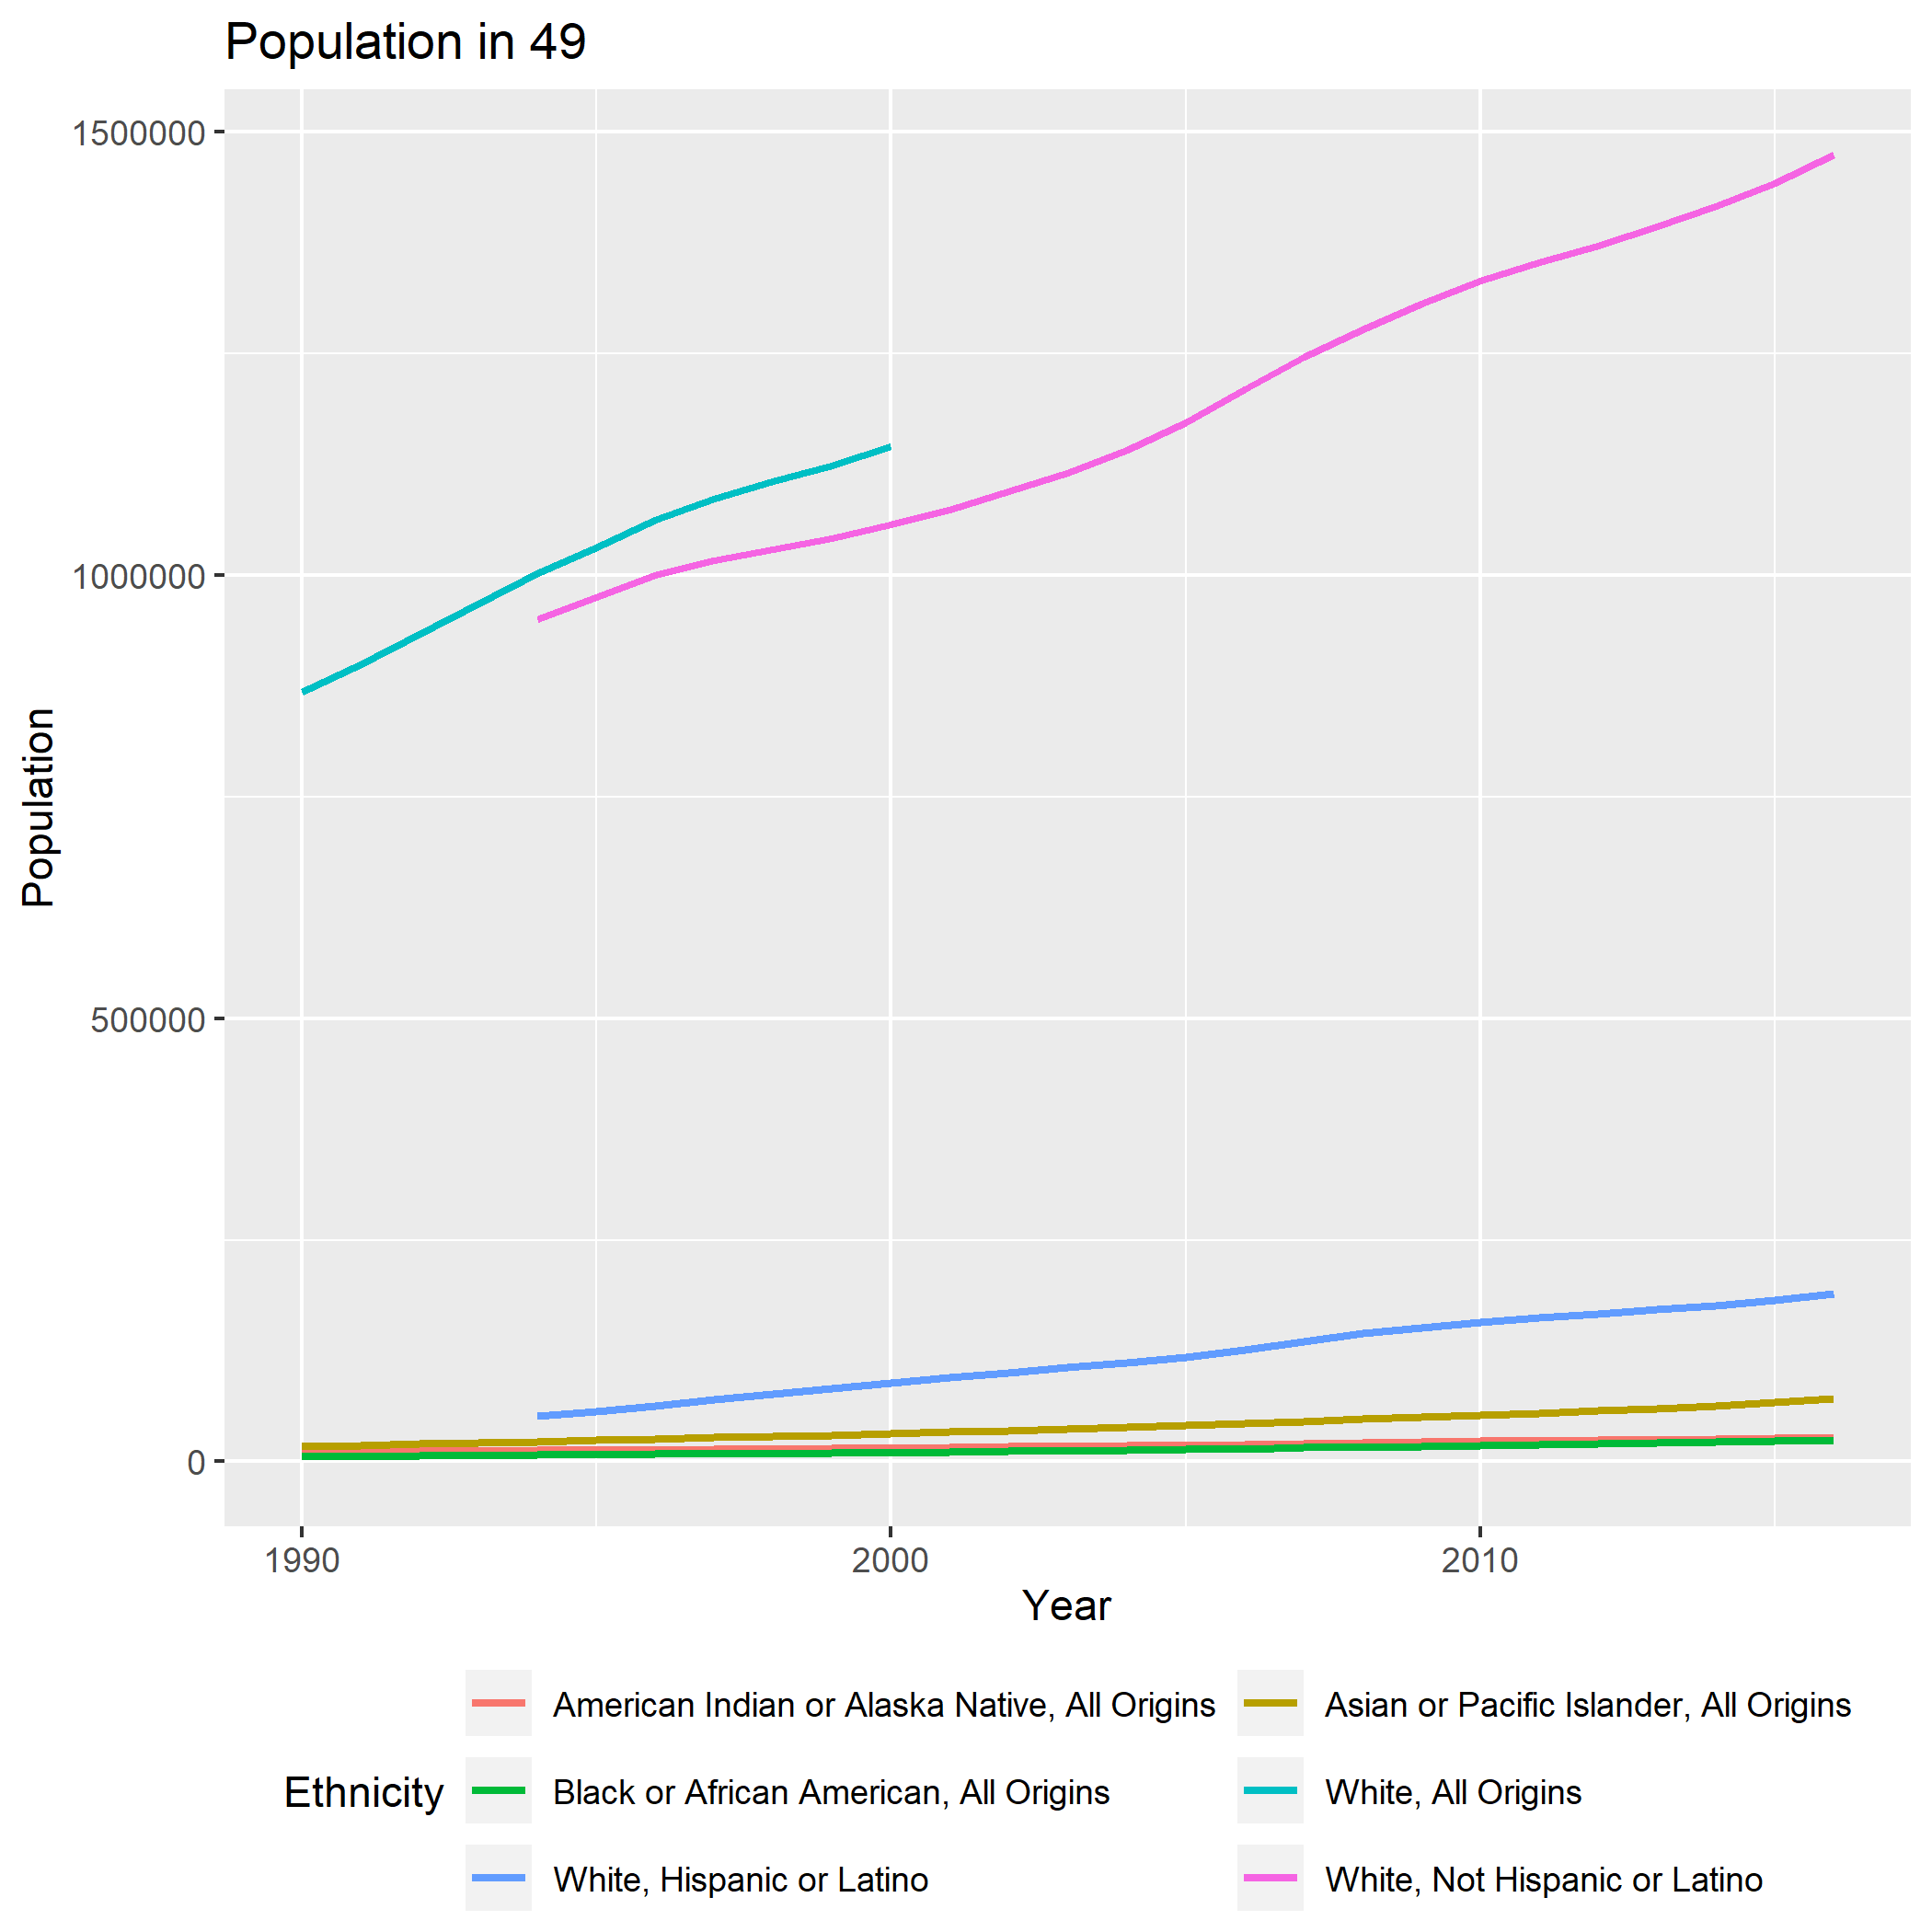 Population in 49
1500000
1000000
500000
0
Population
1990 2000 2010
Year
Ethnicity
American Indian or Alaska Native, All Origins
Asian or Pacific Islander, All Origins
Black or African American, All Origins
White, All Origins
White, Hispanic or Latino
White, Not Hispanic or Latino